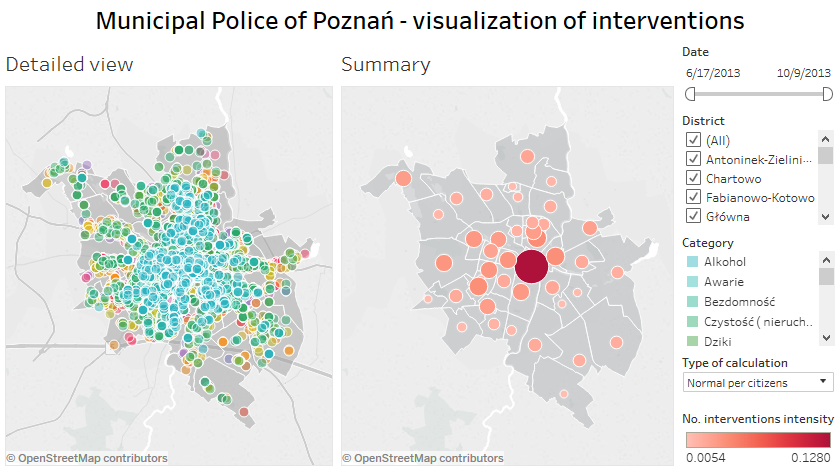 Municipal Police of Poznań - visualization of interventions
Detailed view
© OpenStreetMap contributors
Summary
© OpenStreetMap contributors
Date
6/17/2013 10/9/2013
District
(All)
Antoninek-Zielini...
Chartowo
Fabianowo-Kotowo
Główna
Category
Alkohol
Awarie
Bezdomność
Czystość ( nieruch...
Dziki
Type of calculation
Normal per citizens
No. interventions intensity
0.0054 0.1280